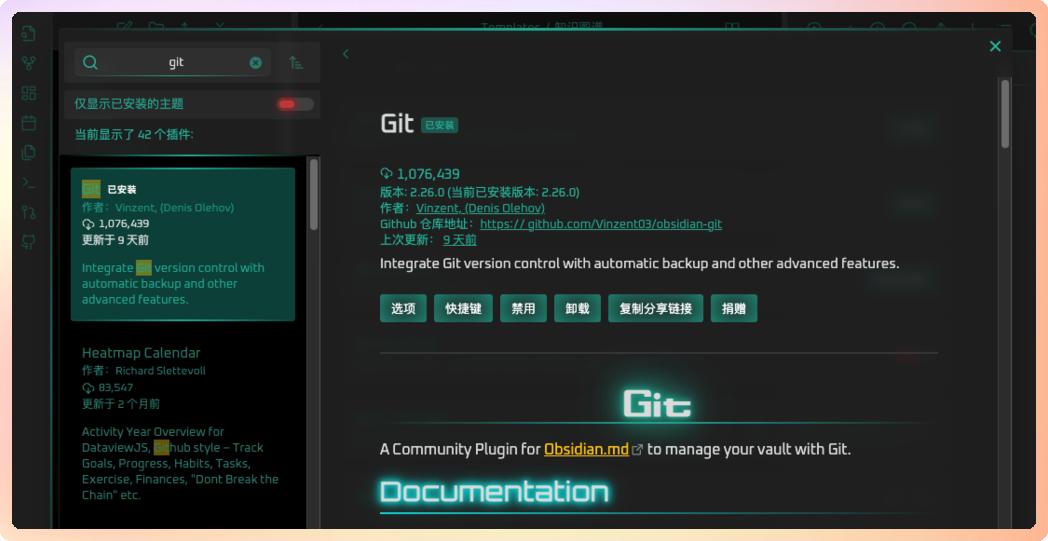 Templates / 知识图谱
git
仅显示已安装的主题
当前显示了 42 个插件:
Git 已安装
作者： Vinzent, (Denis Olehov)
1,076,439
更新于 9 天前
Integrate Git version control with
automatic backup and other
advanced features.
Heatmap Calendar
作者： Richard Slettevoll
83,547
更新于 2 个月前
Activity Year Overview for
DataviewJS, Github style – Track
Goals, Progress, Habits, Tasks,
Exercise, Finances, "Dont Break the
Chain" etc.
Git 已安装
1,076,439
版本: 2.26.0 (当前已安装版本: 2.26.0)
作者： Vinzent, (Denis Olehov)
Github 仓库地址： https:// github.com/Vinzent03/obsidian-git
上次更新： 9 天前
Integrate Git version control with automatic backup and other advanced features.
选项 快捷键 禁用 卸载 复制分享链接 捐赠
Git
A Community Plugin for Obsidian.md to manage your vault with Git.
Documentation